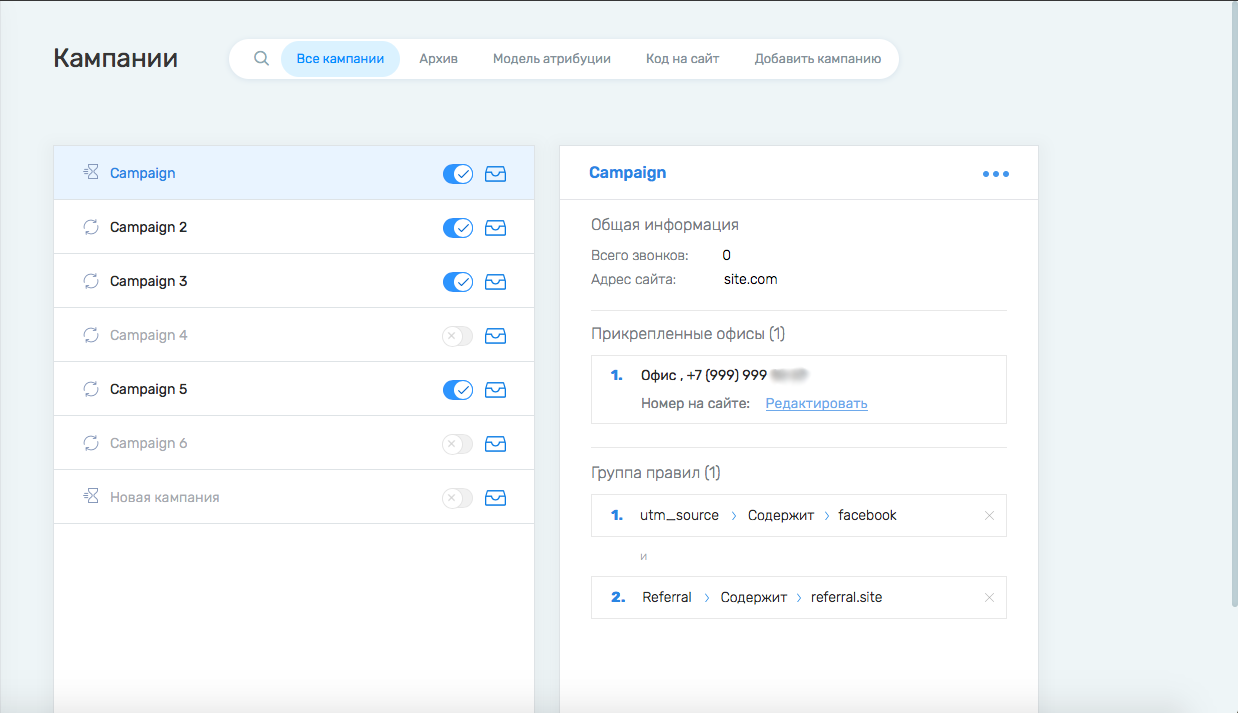 Кампании
Все кампании
Архив
Модель атрибуции
Код на сайт
Добавить кампанию
Campaign
Campaign 2
Campaign 3
Campaign 4
Campaign 5
Campaign 6
Новая кампания
Campaign
Общая информация
Всего звонков: 0
Адрес сайта: site.com
Прикрепленные офисы (1)
1. Офис , +7 (999) 999
Номер на сайте: Редактировать
Группа правил (1)
1. utm_source > Содержит > facebook
и
2. Referral > Содержит > referral.site